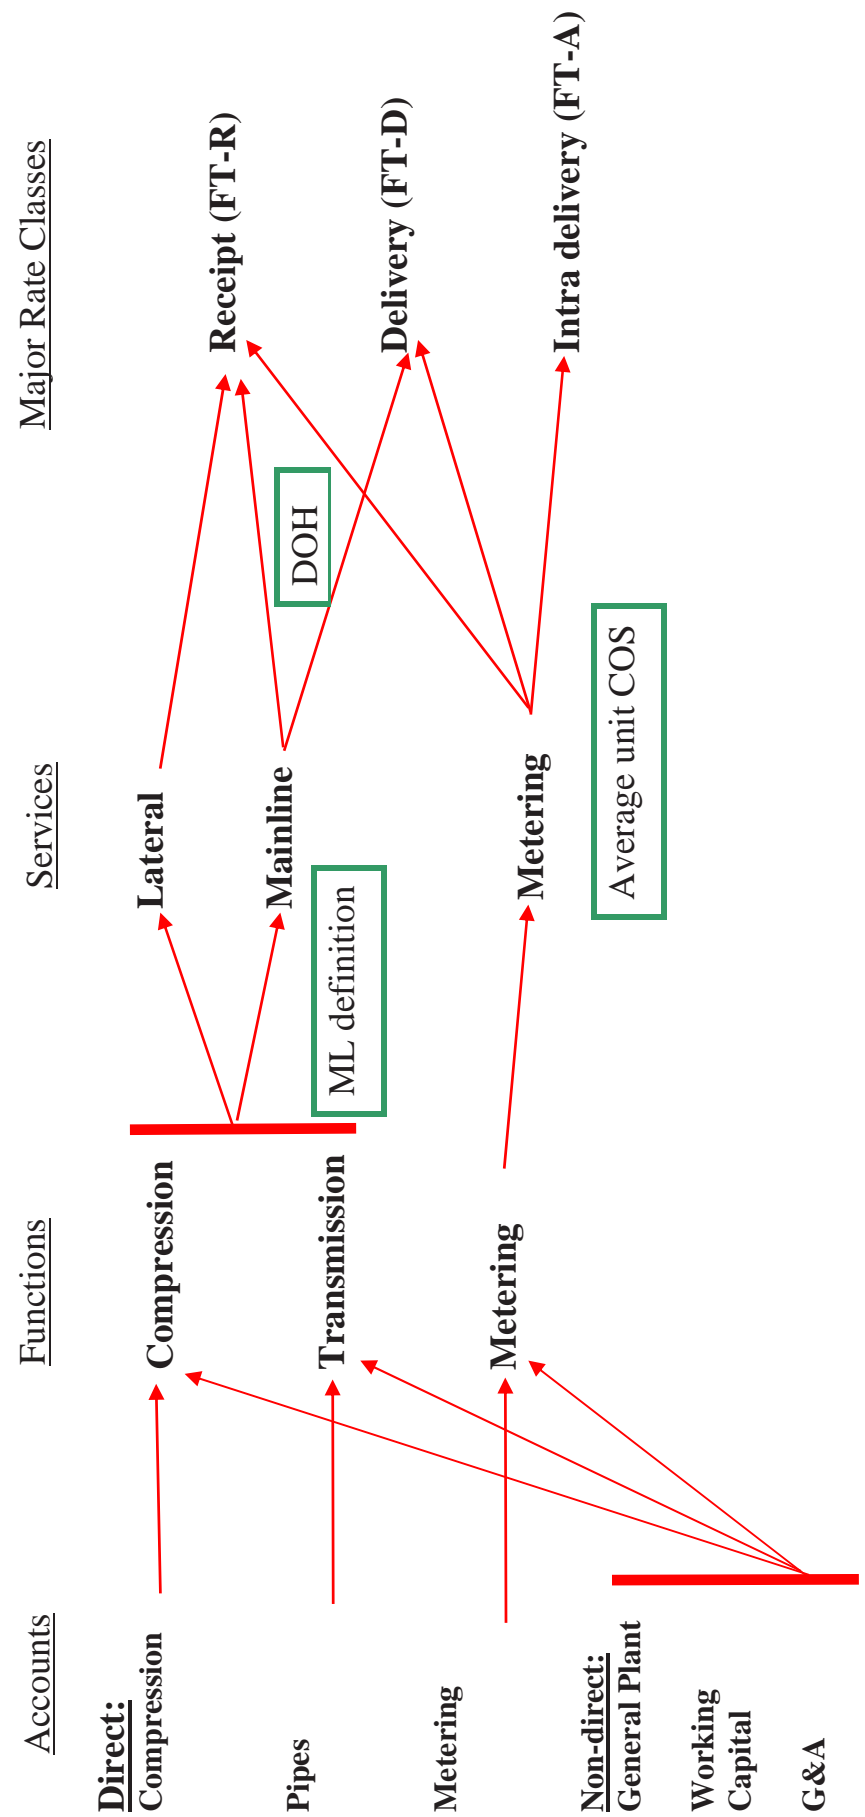 Accounts
Functions
Services
Major Rate Classes
Direct:
Compression
Compression
Lateral
Receipt (FT-R)
Mainline
DOH
Pipes
Transmission
ML definition
Delivery (FT-D)
Metering
Metering
Metering
Intra delivery (FT-A)
Average unit COS
Non-direct:
General Plant
Working
Capital
G&A